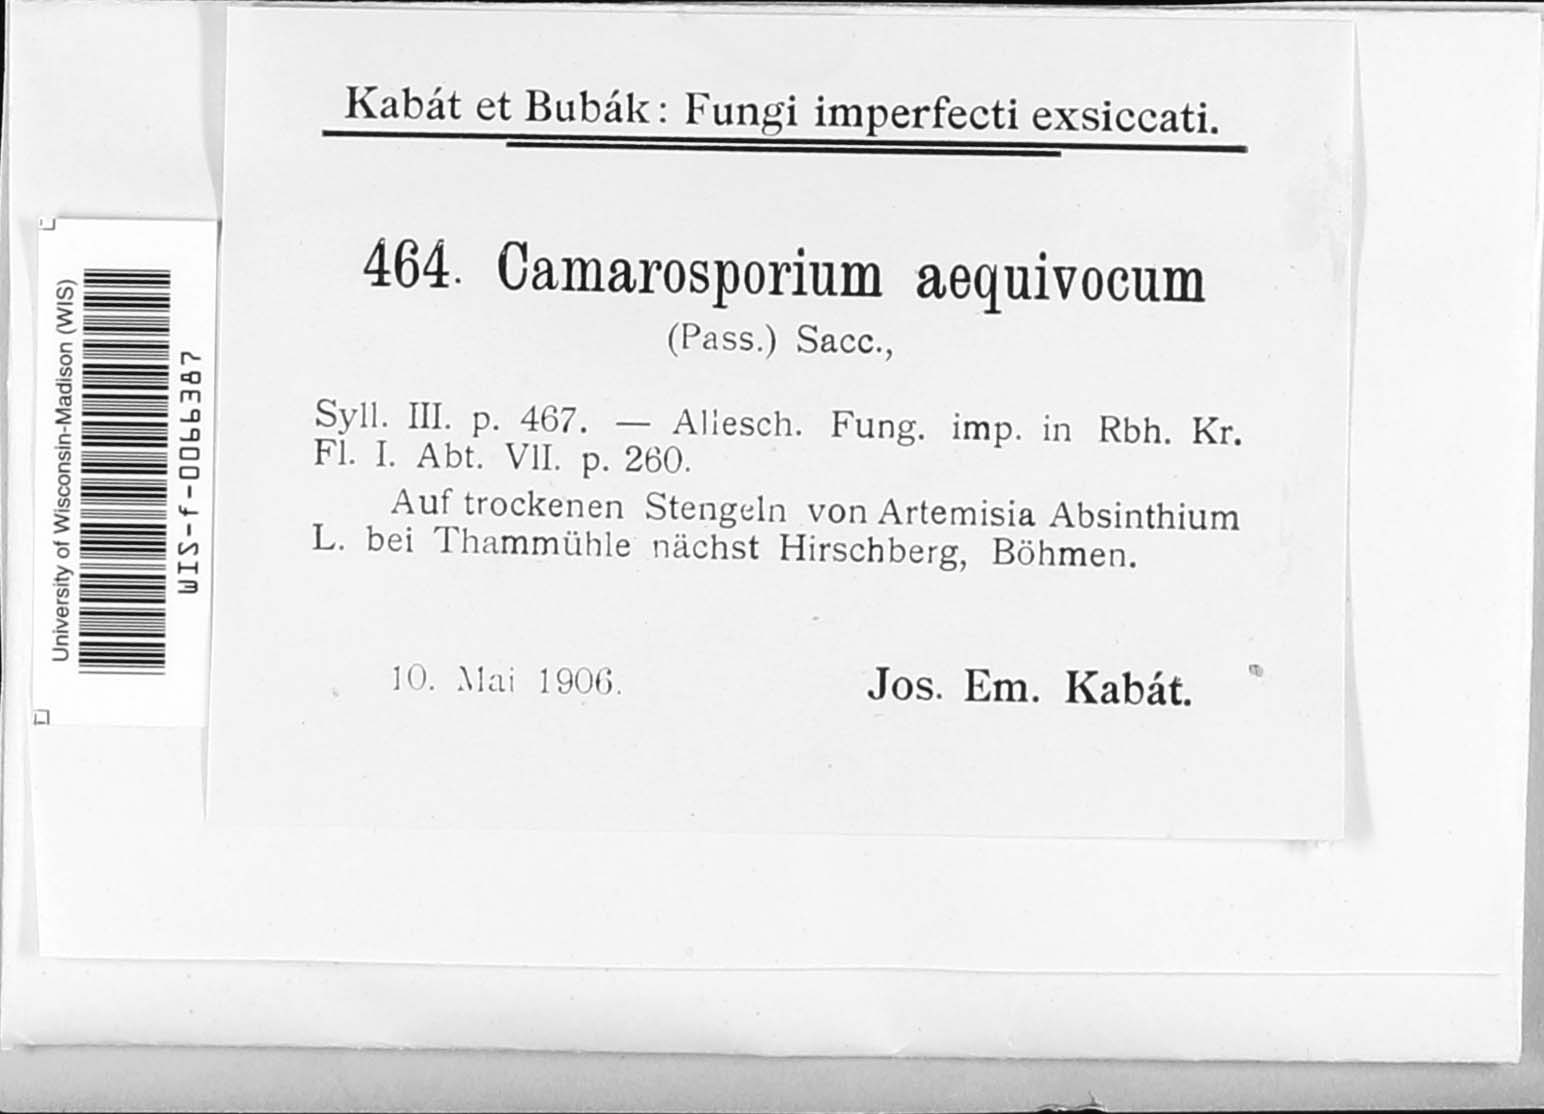 Kabát et Bubák: Fungi imperfecti exsiccati.
464. Camarosporium aequivocum
(Pass.) Sacc.,
Syll. III. p. 467. — Allesch. Fung. imp. in Rbh. Kr.
Fl. I. Abt. VII. p. 260.
Auf trockenen Stengeln von Artemisia Absinthium
L. bei Thammühle nächst Hirschberg, Böhmen.
10. Mai 1906.
Jos. Em. Kabát.
University of Wisconsin-Madison (WIS)
WIS-f-0066387